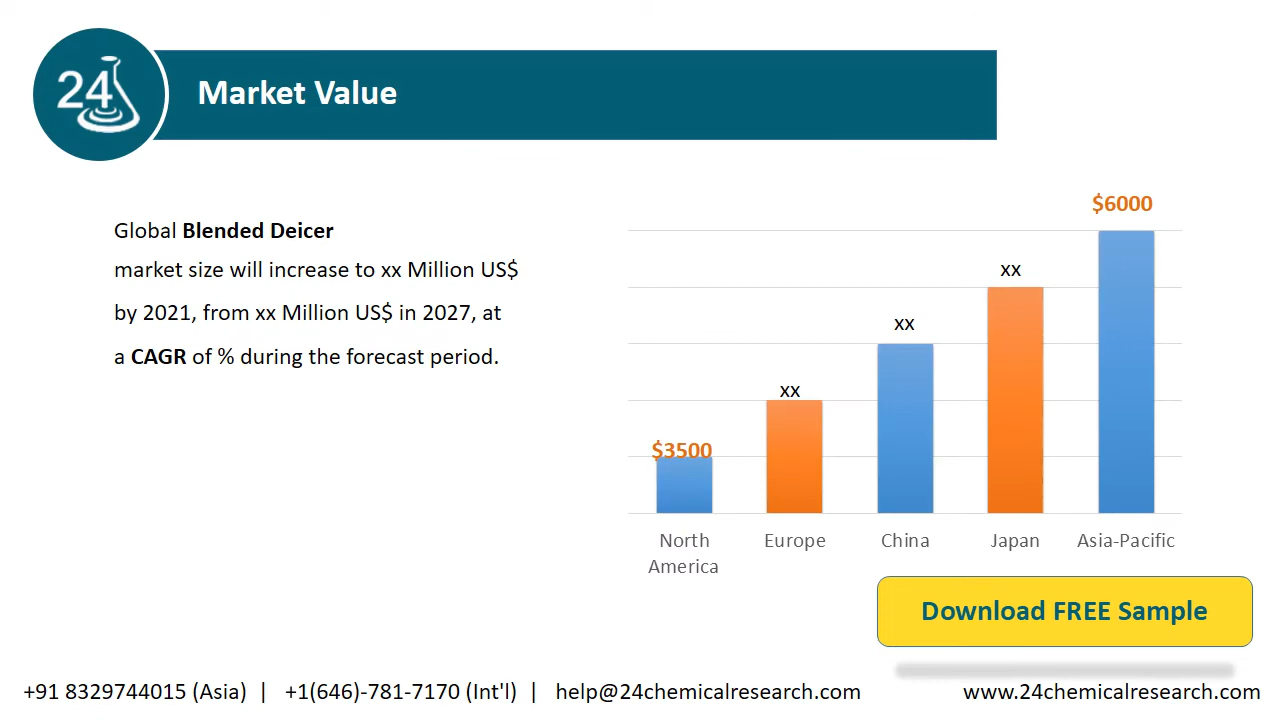 24
Market Value
Global Blended Deicer
market size will increase to xx Million US$
by 2021, from xx Million US$ in 2027, at
a CAGR of % during the forecast period.
$6000
xx
xx
xx
$3500
North America
Europe
China
Japan
Asia-Pacific
Download FREE Sample
+91 8329744015 (Asia) | +1(646)-781-7170 (Int'l) | help@24chemicalresearch.com
www.24chemicalresearch.com